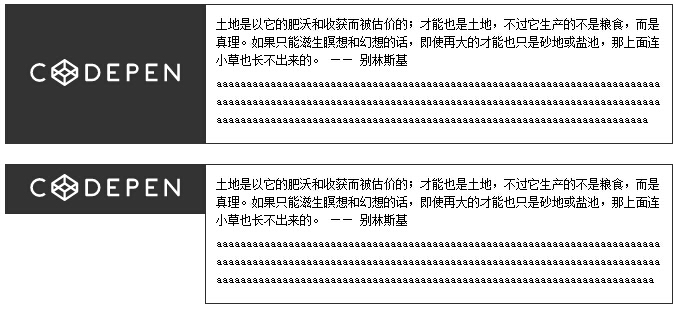 CODEPEN
土地是以它的肥沃和收获而被估价的；才能也是土地，不过它生产的不是粮食，而是
真理。如果只能滋生瞑想和幻想的话，即使再大的才能也只是砂地或盐池，那上面连
小草也长不出来的。 —— 别林斯基
aaaaaaaaaaaaaaaaaaaaaaaaaaaaaaaaaaaaaaaaaaaaaaaaaaaaaaaaaaaaaaaaaaaaaaaaaa
aaaaaaaaaaaaaaaaaaaaaaaaaaaaaaaaaaaaaaaaaaaaaaaaaaaaaaaaaaaaaaaaaaaaaaaaaa
aaaaaaaaaaaaaaaaaaaaaaaaaaaaaaaaaaaaaaaaaaaaaaaaaaaaaaaaaaaaaaaaaaaaaaaa
CODEPEN
土地是以它的肥沃和收获而被估价的；才能也是土地，不过它生产的不是粮食，而是
真理。如果只能滋生瞑想和幻想的话，即使再大的才能也只是砂地或盐池，那上面连
小草也长不出来的。 —— 别林斯基
aaaaaaaaaaaaaaaaaaaaaaaaaaaaaaaaaaaaaaaaaaaaaaaaaaaaaaaaaaaaaaaaaaaaaaaaaa
aaaaaaaaaaaaaaaaaaaaaaaaaaaaaaaaaaaaaaaaaaaaaaaaaaaaaaaaaaaaaaaaaaaaaaaaaa
aaaaaaaaaaaaaaaaaaaaaaaaaaaaaaaaaaaaaaaaaaaaaaaaaaaaaaaaaaaaaaaaaaaaaaaaa